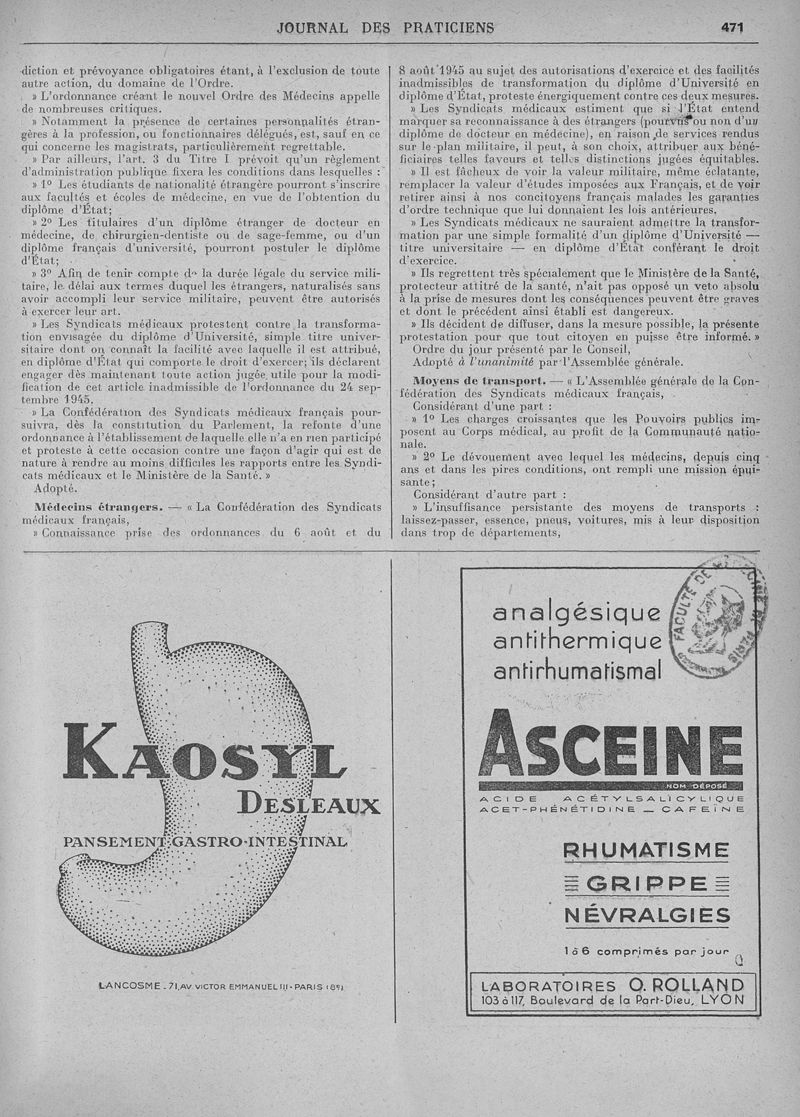 JOURNAL DES PRATICIENS
471
diction et prévoyance obligatoires étant, à l'exclusion de toute
autre action, du domaine de l'Ordre.
» L'ordonnance créant le nouvel Ordre des Médecins appelle
de nombreuses critiques.
» Notamment la présence de certaines personnalités étran-
gères à la profession, ou fonctionnaires délégués, est, sauf en ce
qui concerne les magistrats, particulièrement regrettable.
» Par ailleurs, l'art. 3 du Titre I prévoit qu'un règlement
d'administration publique fixera les conditions dans lesquelles :
» 1º Les étudiants de nationalité étrangère pourront s'inscrire
aux facultés et écoles de médecine, en vue de l'obtention du
diplôme d'État;
» 2º Les titulaires d'un diplôme étranger de docteur en
médecine, de chirurgien-dentiste ou de sage-femme, ou d'un
diplôme français d'université, pourront postuler le diplôme
d'État;
» 3º Afin de tenir compte de la durée légale du service mili-
taire, le délai aux termes duquel les étrangers, naturalisés sans
avoir accompli leur service militaire, peuvent être autorisés
à exercer leur art.
» Les Syndicats médicaux protestent contre la transforma-
tion envisagée du diplôme d'Université, simple titre univer-
sitaire dont on connaît la facilité avec laquelle il est attribué,
en diplôme d'État qui comporte le droit d'exercer; ils déclarent
engager dès maintenant toute action jugée utile pour la modi-
fication de cet article inadmissible de l'ordonnance du 24 sep-
tembre 1945.
» La Confédération des Syndicats médicaux français pour-
suivra, dès la constitution du Parlement, la refonte d'une
ordonnance à l'établissement de laquelle elle n'a en rien participé
et proteste à cette occasion contre une façon d'agir qui est de
nature à rendre au moins difficiles les rapports entre les Syndi-
cats médicaux et le Ministère de la Santé. »
Adopté.
Médecins étrangers. — « La Confédération des Syndicats
médicaux français,
» Connaissance prise des ordonnances du 6 août et du
8 août 1945 au sujet des autorisations d'exercice et des facilités
inadmissibles de transformation du diplôme d'Université en
diplôme d'État, proteste énergiquement contre ces deux mesures.
» Les Syndicats médicaux estiment que si l'État entend
marquer sa reconnaissance à des étrangers (pourvus ou non d'un
diplôme de docteur en médecine), en raison de services rendus
sur le plan militaire, il peut, à son choix, attribuer aux béné-
ficiaires telles faveurs et telles distinctions jugées équitables.
» Il est fâcheux de voir la valeur militaire, même éclatante,
remplacer la valeur d'études imposées aux Français, et de voir
retirer ainsi à nos concitoyens français malades les garanties
d'ordre technique que lui donnaient les lois antérieures.
» Les Syndicats médicaux ne sauraient admettre la transfor-
mation par une simple formalité d'un diplôme d'Université —
titre universitaire — en diplôme d'État conférant le droit
d'exercice.
» Ils regrettent très spécialement que le Ministère de la Santé,
protecteur attitré de la santé, n'ait pas opposé un veto absolu
à la prise de mesures dont les conséquences peuvent être graves
et dont le précédent ainsi établi est dangereux.
» Ils décident de diffuser, dans la mesure possible, la présente
protestation pour que tout citoyen en puisse être informé. »
Ordre du jour présenté par le Conseil,
Adopté à l'unanimité par l'Assemblée générale.
Moyens de transport. — « L'Assemblée générale de la Con-
fédération des Syndicats médicaux français,
Considérant d'une part :
» 1º Les charges croissantes que les Pouvoirs publics im-
posent au Corps médical, au profit de la Communauté natio-
nale.
» 2º Le dévouement avec lequel les médecins, depuis cinq
ans et dans les pires conditions, ont rempli une mission épui-
sante;
Considérant d'autre part :
» L'insuffisance persistante des moyens de transports :
laissez-passer, essence, pneus, voitures, mis à leur disposition
dans trop de départements,
KAOSYL
DESLEAUX
PANSEMENT GASTRO-INTESTINAL
LANCOSME . 71, AV. VICTOR EMMANUEL III · PARIS (8e)
analgésique
antithermique
antirhumatismal
FACULTÉ DE MÉDECINE
PARIS
ASCEINE
NOM DÉPOSÉ
ACIDE ACÉTYLSALICYLIQUE
ACET-PHÉNÉTIDINE _ CAFEINE
RHUMATISME
GRIPPE
NÉVRALGIES
1 à 6 comprimés par jour
LABORATOIRES O. ROLLAND
103 à 117, Boulevard de la Part-Dieu, LYON